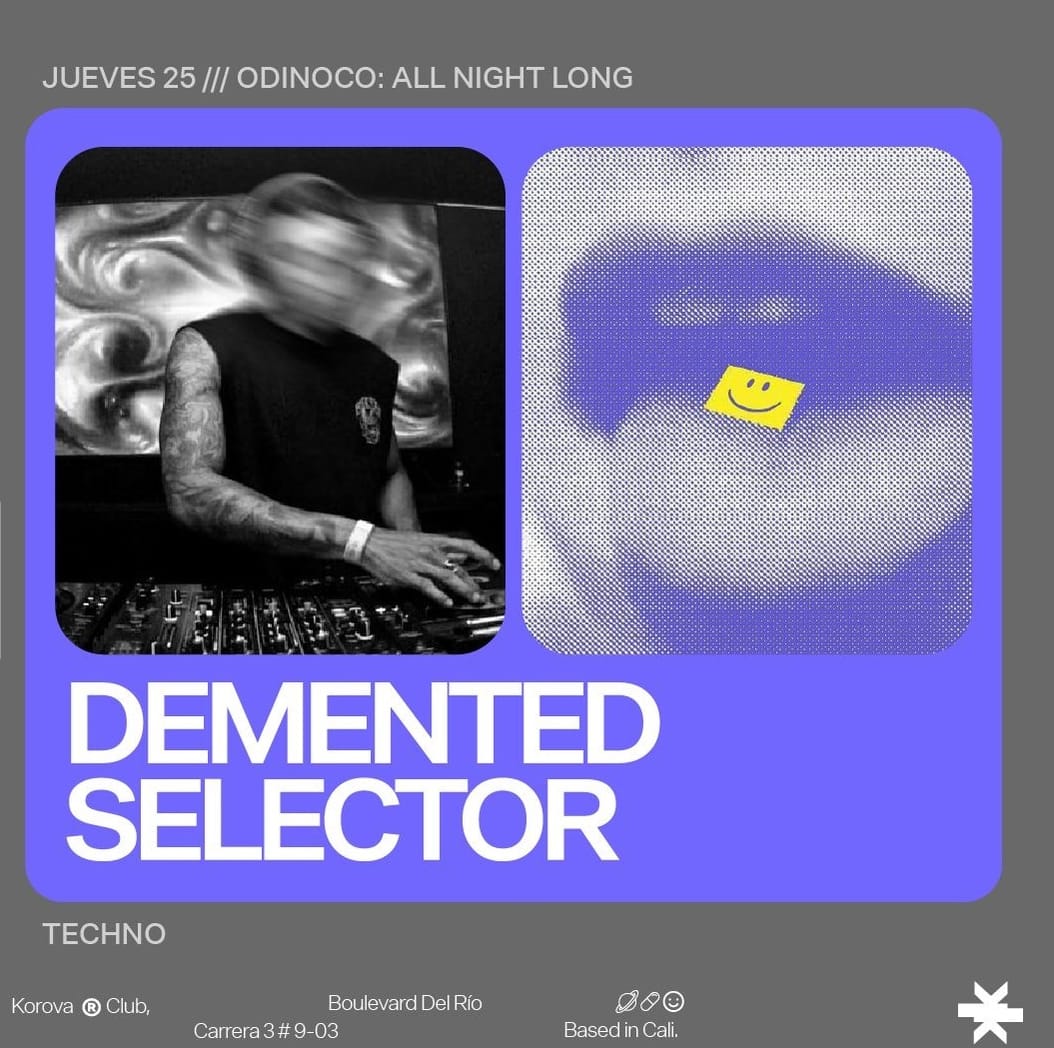 JUEVES 25 /// ODINOCO: ALL NIGHT LONG
DEMENTED
SELECTOR
TECHNO
Korova ® Club,
Carrera 3 # 9-03
Boulevard Del Río
Based in Cali.